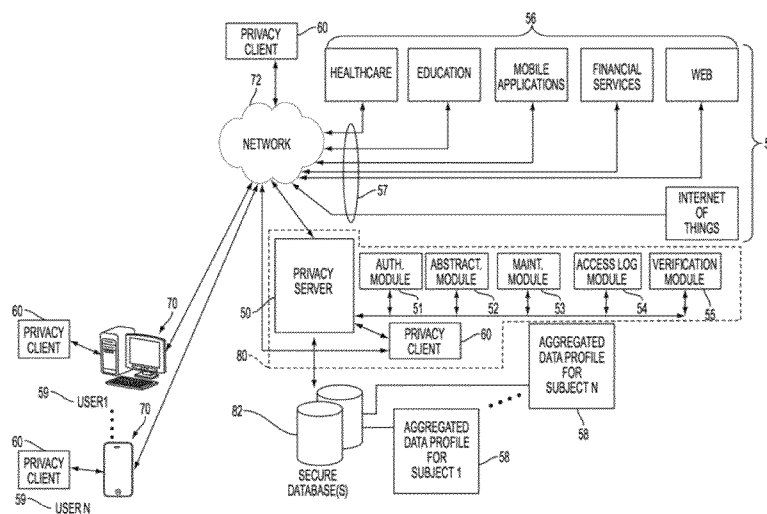 PRIVACY
CLIENT
60
56
HEALTHCARE
EDUCATION
MOBILE
APPLICATIONS
FINANCIAL
SERVICES
WEB
72
NETWORK
57
INTERNET
OF
THINGS
5
PRIVACY
SERVER
50
AUTH.
MODULE
51
ABSTRACT.
MODULE
52
MAINT.
MODULE
53
ACCESS LOG
MODULE
54
VERIFICATION
MODULE
55
PRIVACY
CLIENT
60
80
60
PRIVACY
CLIENT
70
59
USER1
60
PRIVACY
CLIENT
70
59
USER N
82
SECURE
DATABASE(S)
AGGREGATED
DATA PROFILE
FOR
SUBJECT 1
58
AGGREGATED
DATA PROFILE
FOR
SUBJECT N
58